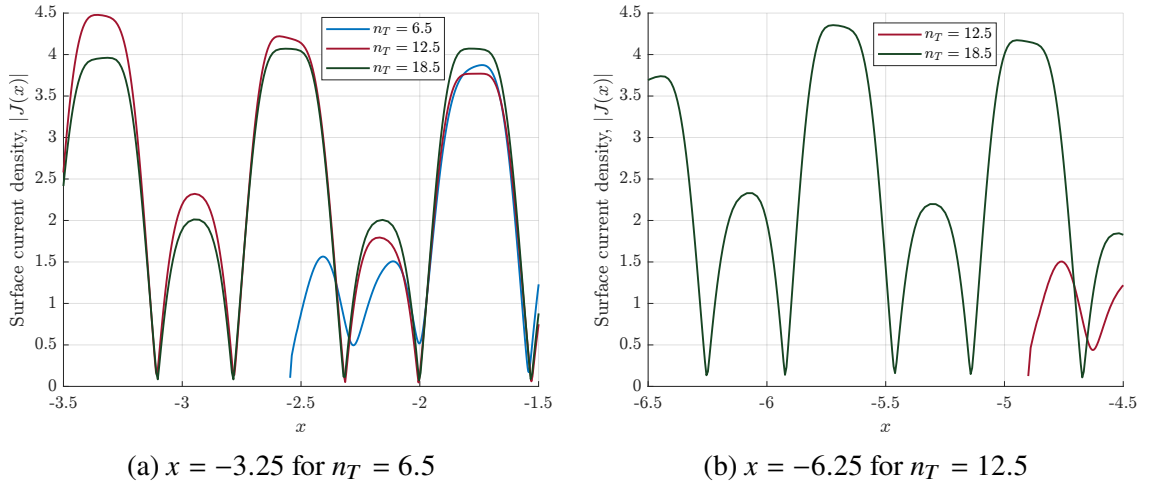 4.5
4
3.5
3
2.5
2
1.5
1
0.5
0
Surface current density, |J(x)|
n_T = 6.5
n_T = 12.5
n_T = 18.5
-3.5 -3 -2.5 -2 -1.5
x
(a) x = −3.25 for n_T = 6.5
4.5
4
3.5
3
2.5
2
1.5
1
0.5
0
Surface current density, |J(x)|
n_T = 12.5
n_T = 18.5
-6.5 -6 -5.5 -5 -4.5
x
(b) x = −6.25 for n_T = 12.5